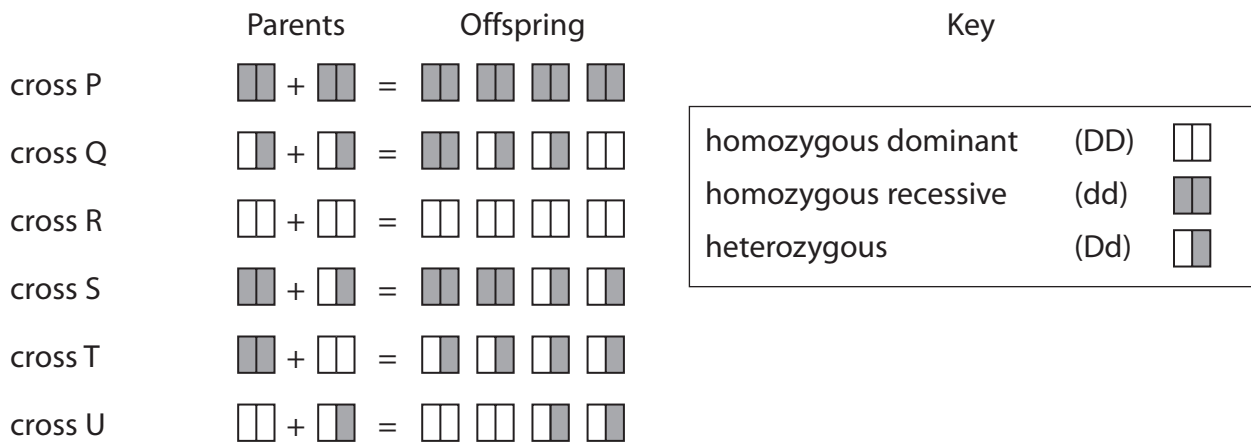 Parents Offspring Key
cross P + =
cross Q + =
cross R + =
cross S + =
cross T + =
cross U + =
homozygous dominant (DD)
homozygous recessive (dd)
heterozygous (Dd)